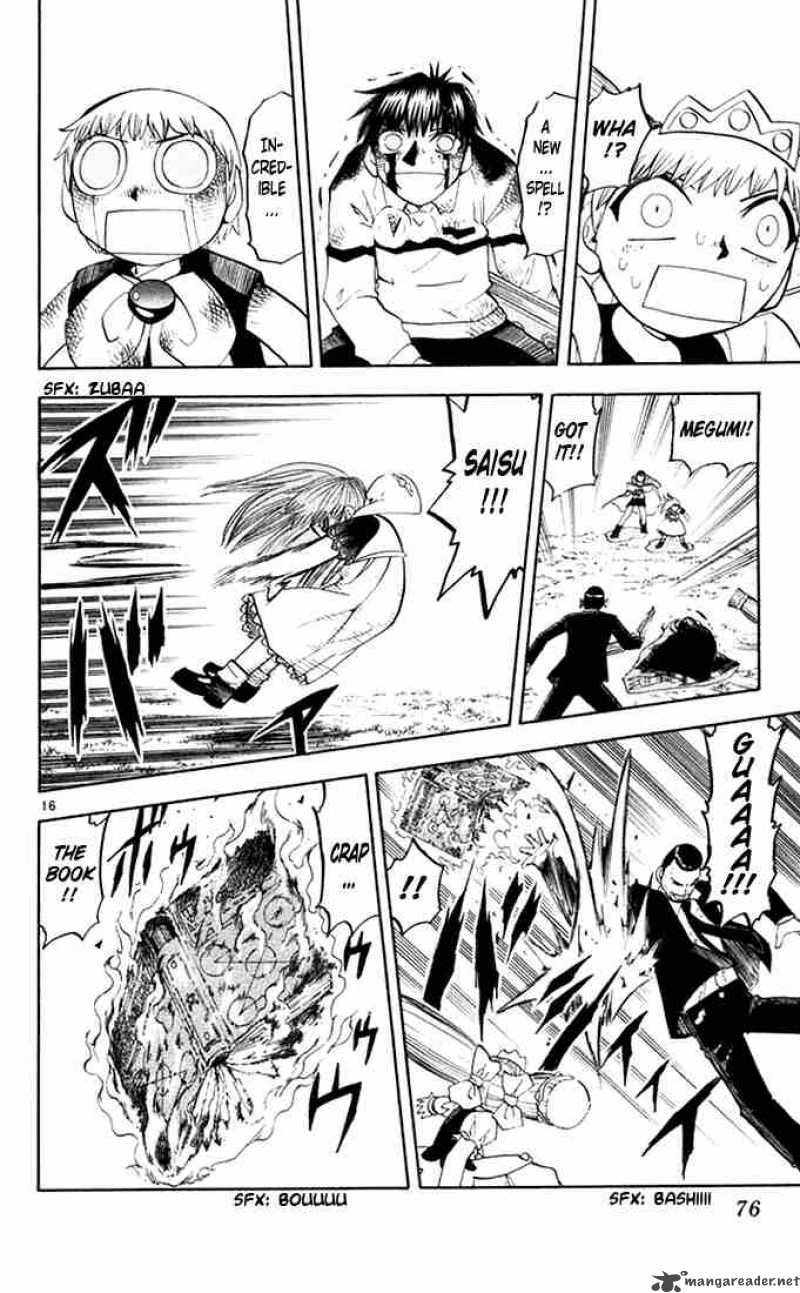 WHA
!?
A
NEW
...
SPELL
!?
IN-
CRED-
IBLE
...
MEGUMI!
GOT
IT!!
SAISU
!!!
SFX: ZUBAA
GUAAAA!!!
!!
SFX: BASHIIII
CRAP
...
THE
BOOK
!!
SFX: BOUUUU
16
76
mangareader.net